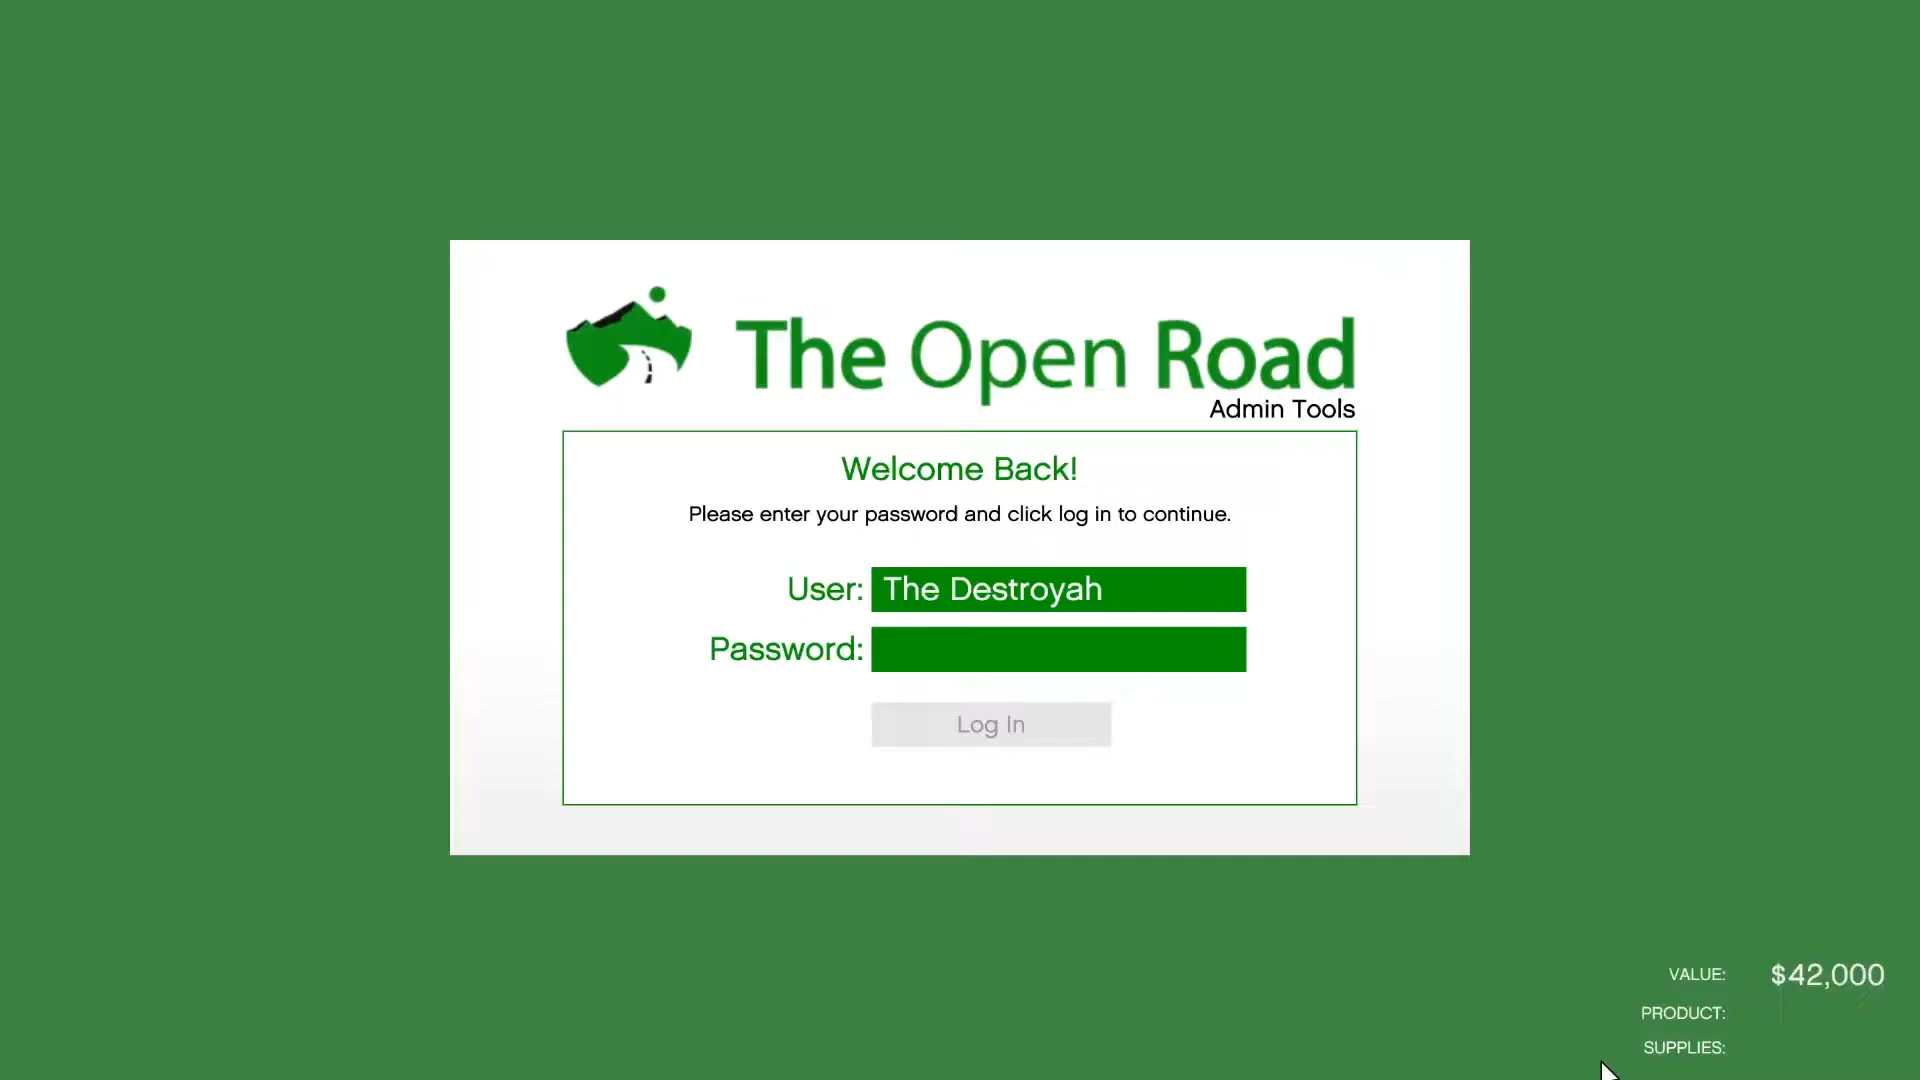 The Open Road
Admin Tools
Welcome Back!
Please enter your password and click log in to continue.
User: The Destroyah
Password:
Log In
VALUE: $42,000
PRODUCT:
SUPPLIES: